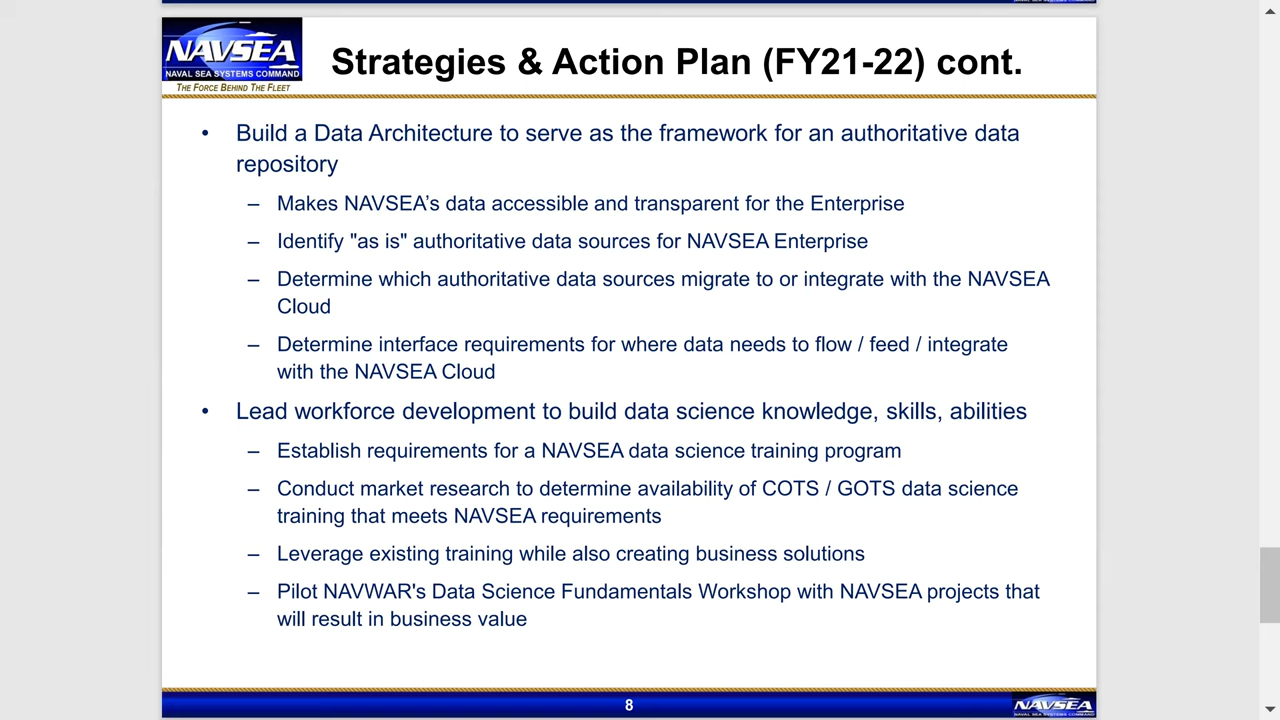 NAVSEA
NAVAL SEA SYSTEMS COMMAND
THE FORCE BEHIND THE FLEET
Strategies & Action Plan (FY21-22) cont.
• Build a Data Architecture to serve as the framework for an authoritative data
repository
– Makes NAVSEA’s data accessible and transparent for the Enterprise
– Identify "as is" authoritative data sources for NAVSEA Enterprise
– Determine which authoritative data sources migrate to or integrate with the NAVSEA
Cloud
– Determine interface requirements for where data needs to flow / feed / integrate
with the NAVSEA Cloud
• Lead workforce development to build data science knowledge, skills, abilities
– Establish requirements for a NAVSEA data science training program
– Conduct market research to determine availability of COTS / GOTS data science
training that meets NAVSEA requirements
– Leverage existing training while also creating business solutions
– Pilot NAVWAR's Data Science Fundamentals Workshop with NAVSEA projects that
will result in business value
8
NAVSEA
NAVAL SEA SYSTEMS COMMAND